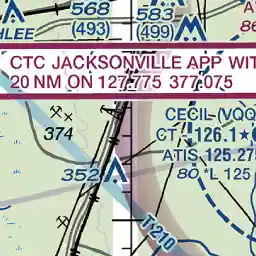 568
583
(493)
(499)
HLEE
CTC JACKSONVILLE APP WIT
20 NM ON 127.775 377.075
374
CECIL (VQQ
CT - 126.1
ATIS 125.275
80 *L 125
352
T210